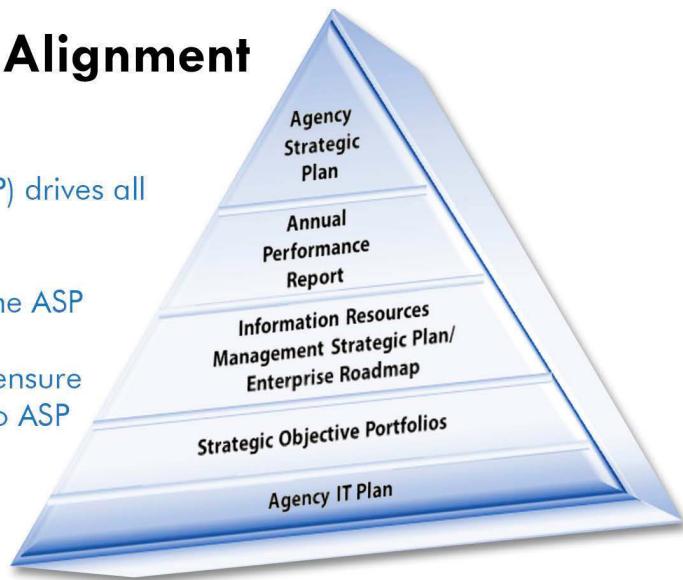 Alignment
P) drives all
he ASP
ensure
o ASP
Agency
Strategic
Plan
Annual
Performance
Report
Information Resources
Management Strategic Plan/
Enterprise Roadmap
Strategic Objective Portfolios
Agency IT Plan